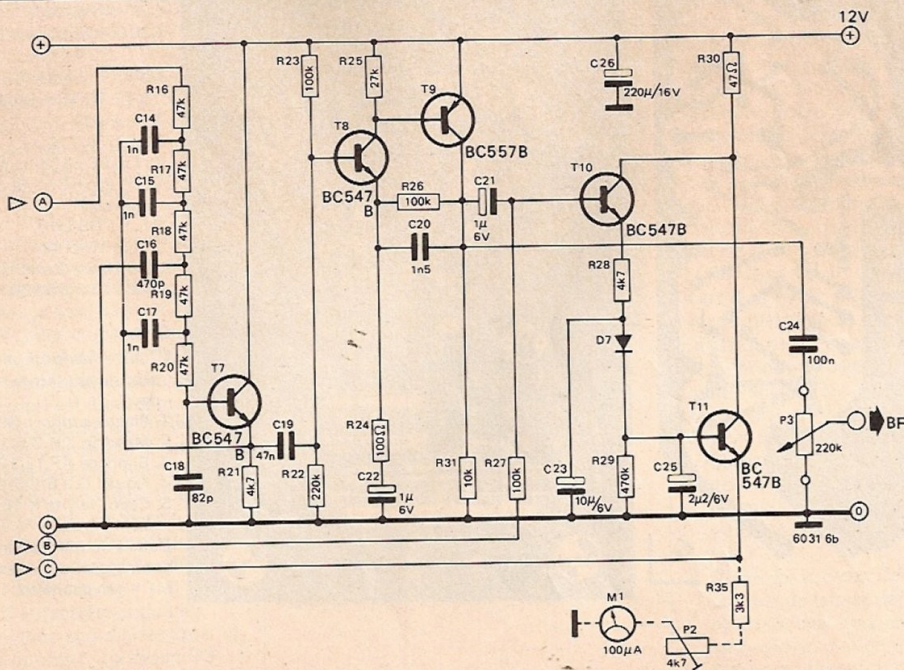 12V
+
+
R16
47k
C14
1n
R17
47k
A
C15
1n
R18
47k
C16
470p
R19
47k
C17
1n
R20
47k
T7
BC547
B
C18
82p
R21
4k7
C19
47n
R23
100k
R22
220k
R25
27k
T8
BC547
B
T9
BC557B
R26
100k
C20
1n5
C21
1µ
6V
R24
100Ω
C22
1µ
6V
R31
10k
R27
100k
C26
220µ/16V
R30
47Ω
T10
BC547B
R28
4k7
D7
C23
10µ/6V
R29
470k
C25
2µ2/6V
T11
BC
547B
C24
100n
P3
220k
BF
0
0
6031 6b
B
C
R35
3k3
M1
100µA
P2
4k7